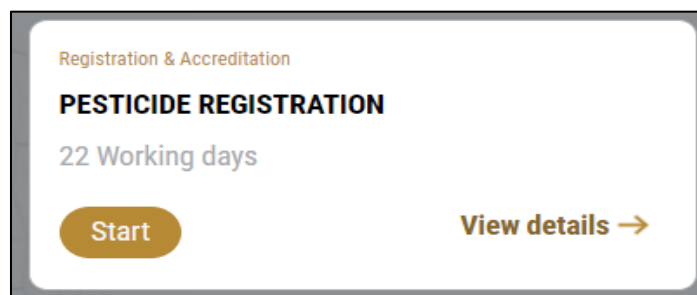 Registration & Accreditation
PESTICIDE REGISTRATION
22 Working days
Start
View details →